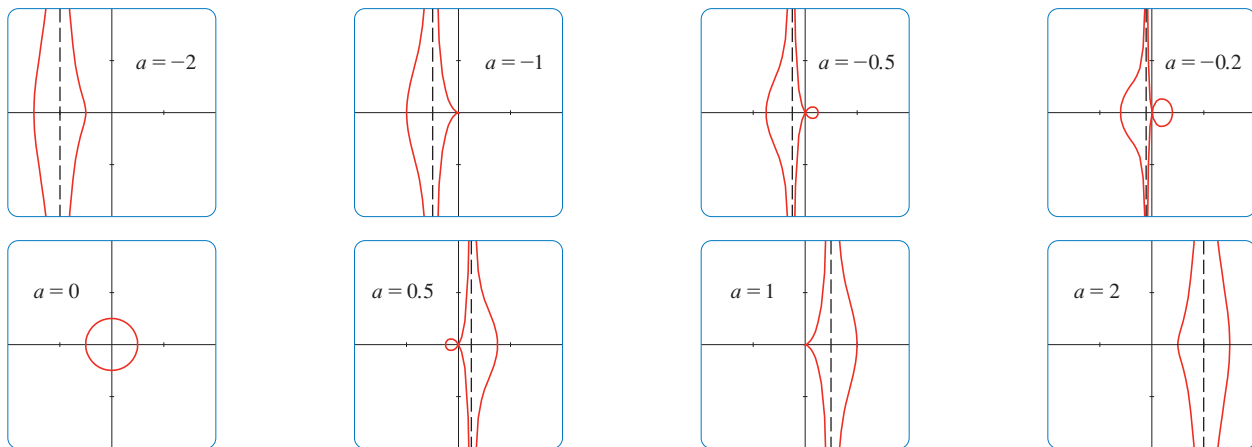 a = −2
a = −1
a = −0.5
a = −0.2
a = 0
a = 0.5
a = 1
a = 2